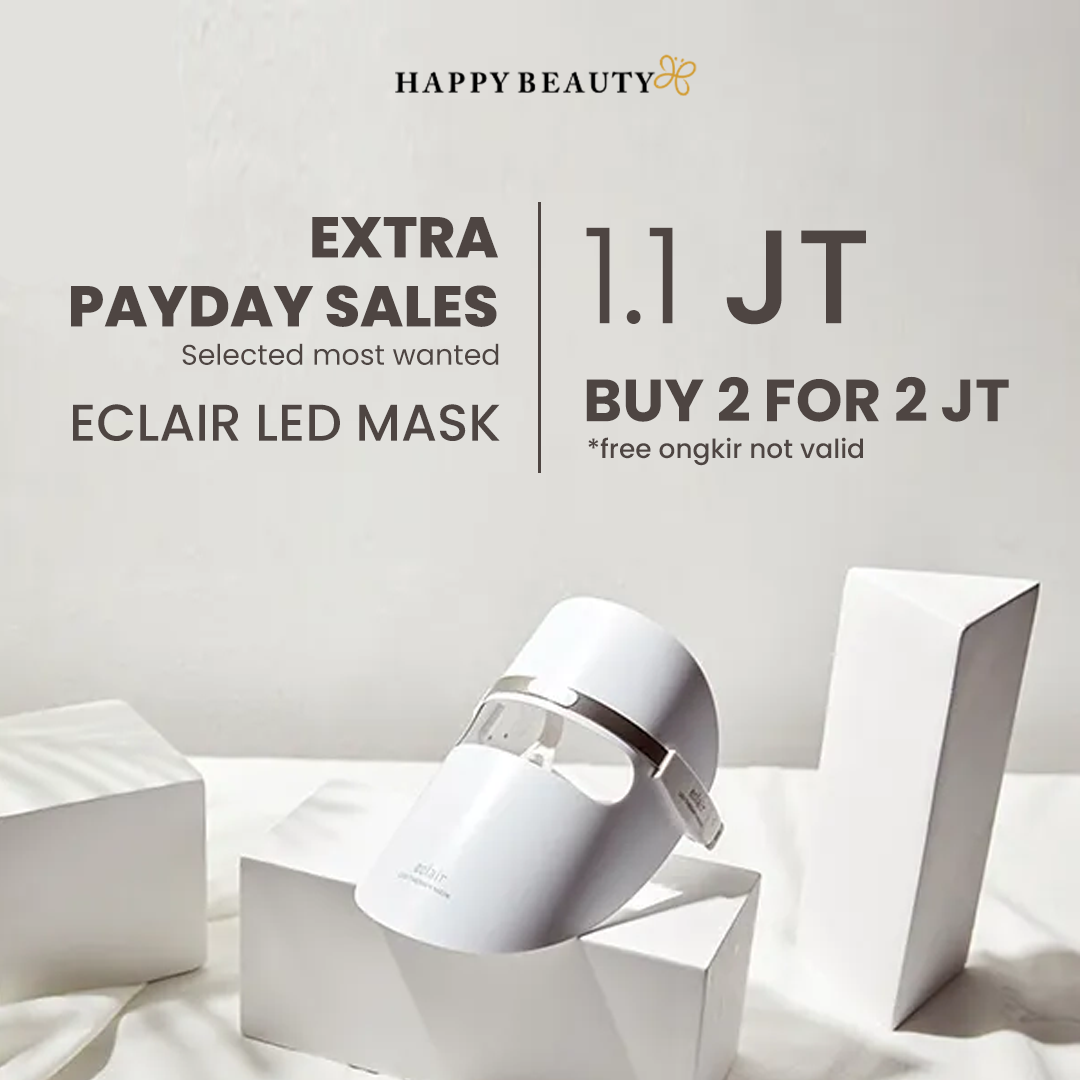 HAPPY BEAUTY
EXTRA
PAYDAY SALES
Selected most wanted
ECLAIR LED MASK
1.1 JT
BUY 2 FOR 2 JT
*free ongkir not valid
eclair
eclair